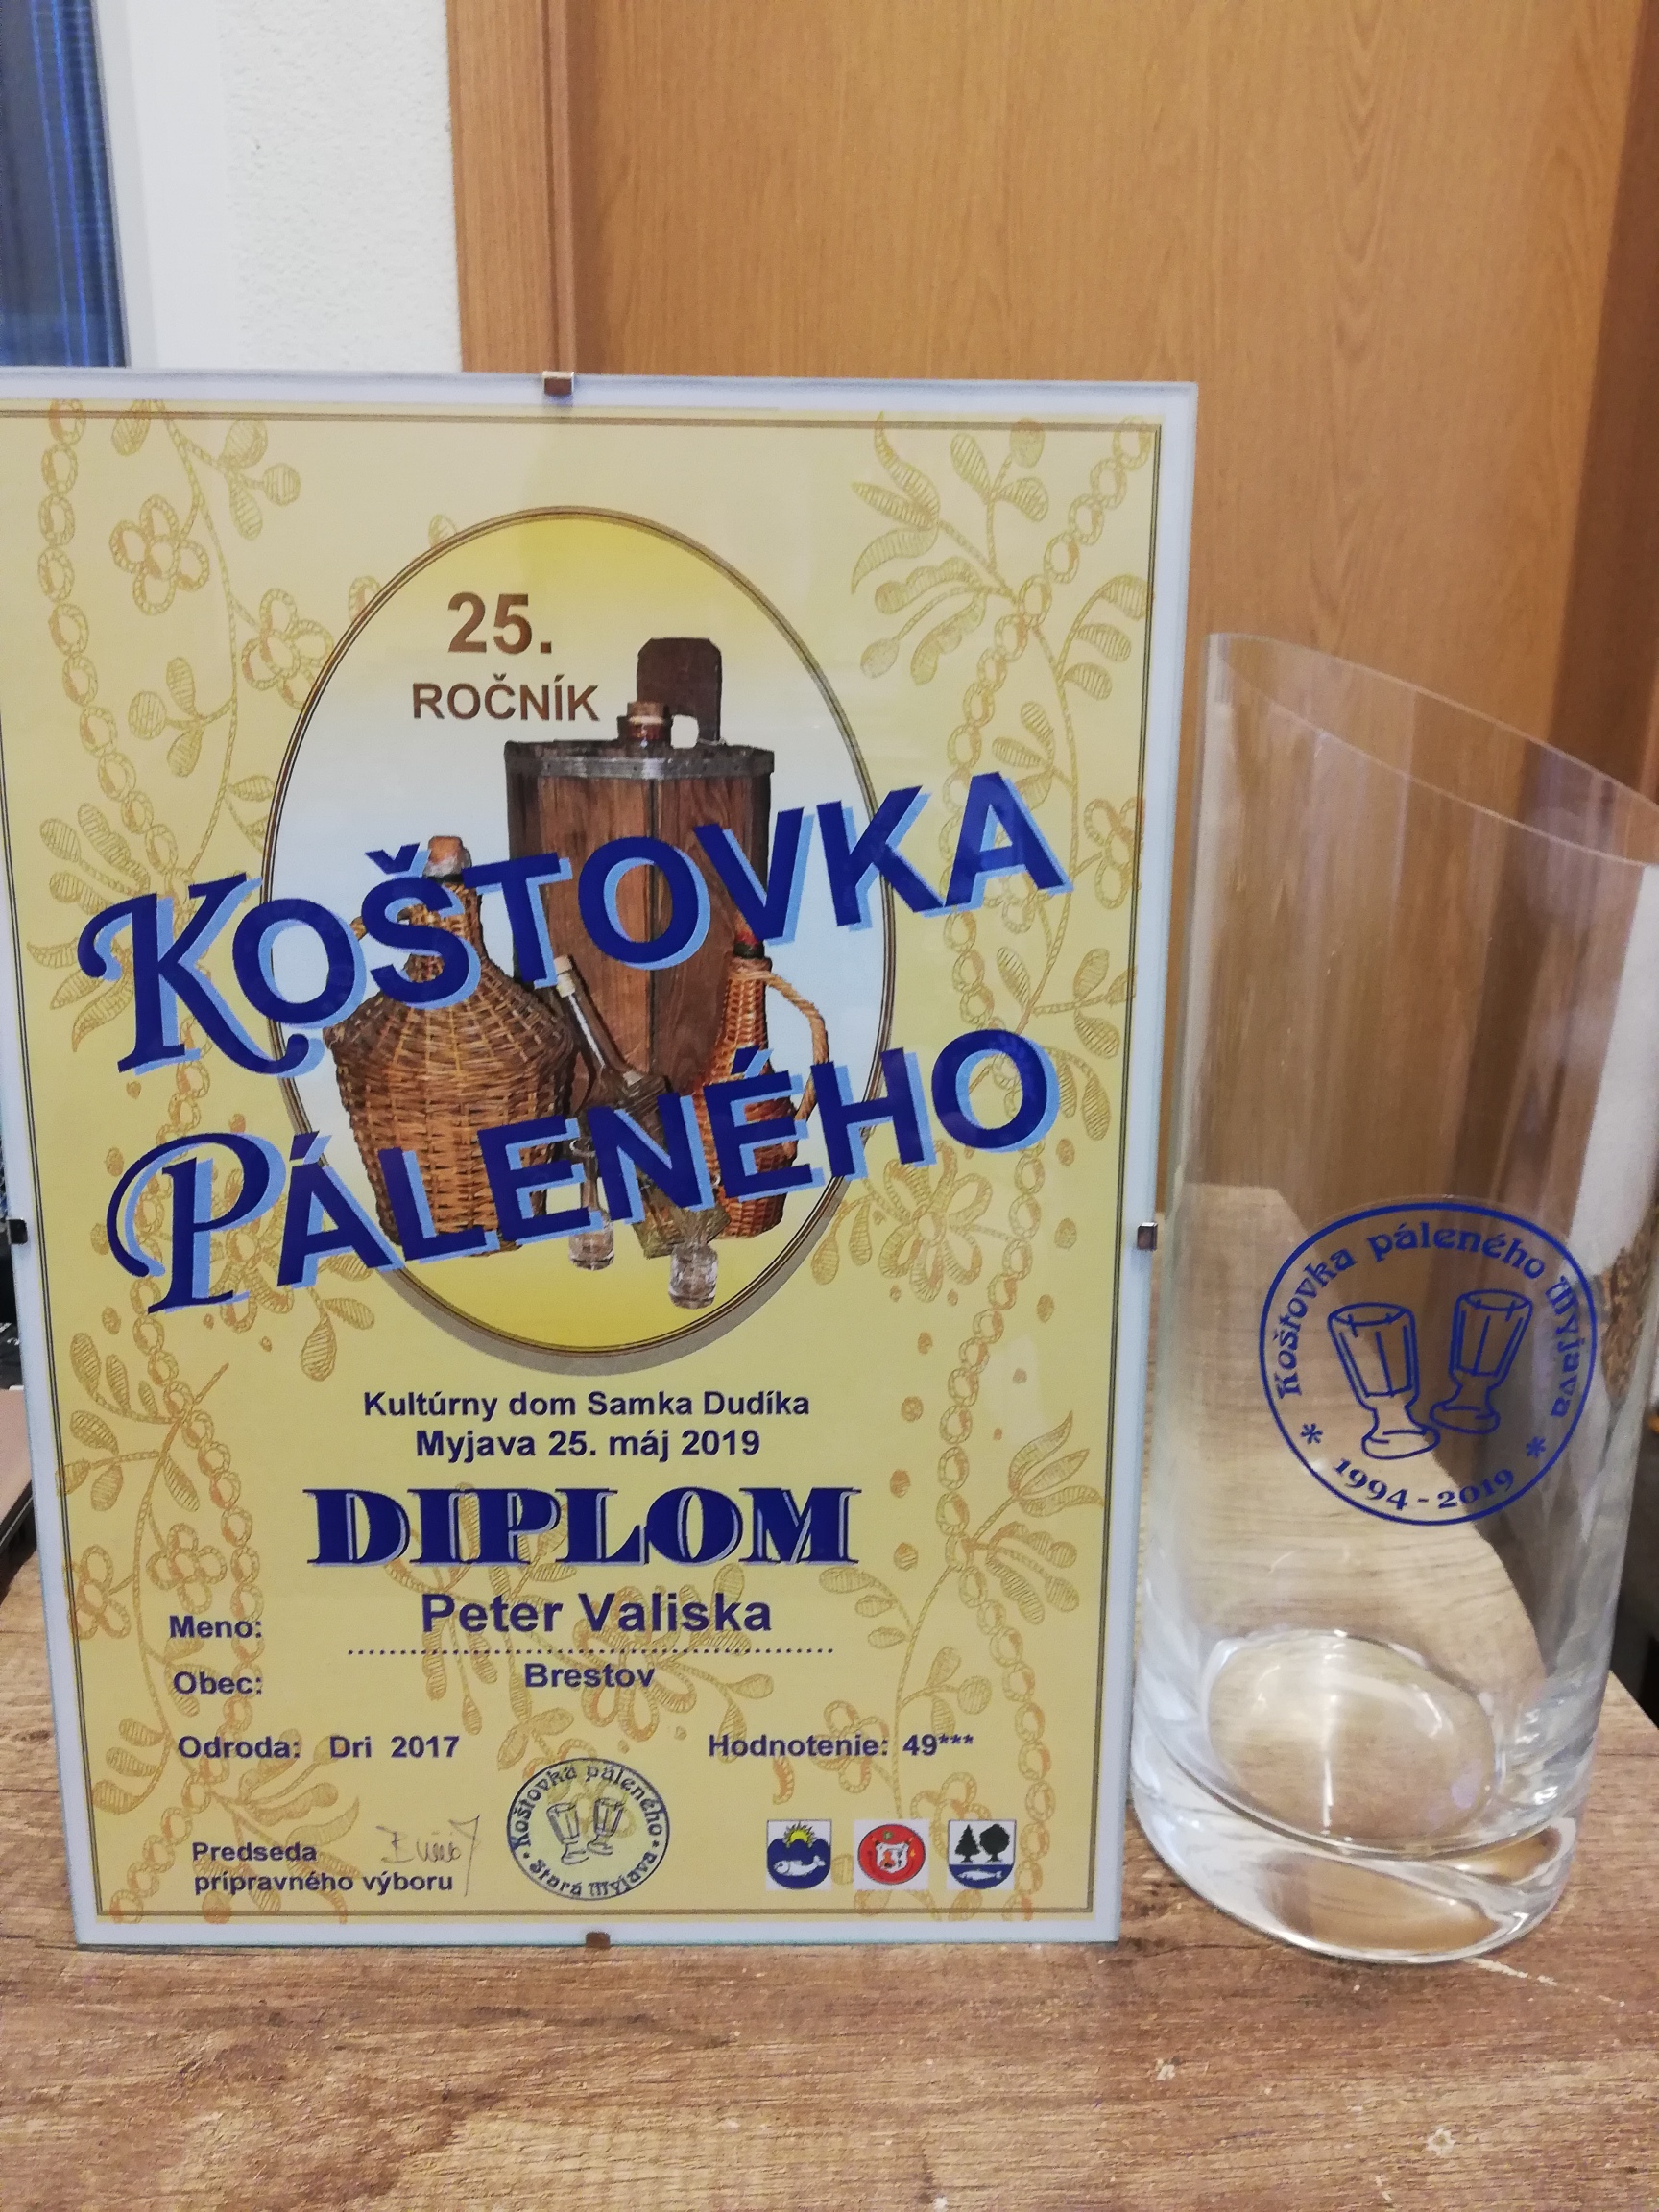 25.
ROČNÍK
KOŠTOVKA
PÁLENÉHO
Kultúrny dom Samka Dudíka
Myjava 25. máj 2019
DIPLOM
Meno: Peter Valiska
Obec: Brestov
Odroda: Dri 2017 Hodnotenie: 49***
Predseda
prípravného výboru
Koštovka páleného
Stará Myjava
Koštovka páleného Myjava
* 1994 - 2019 *